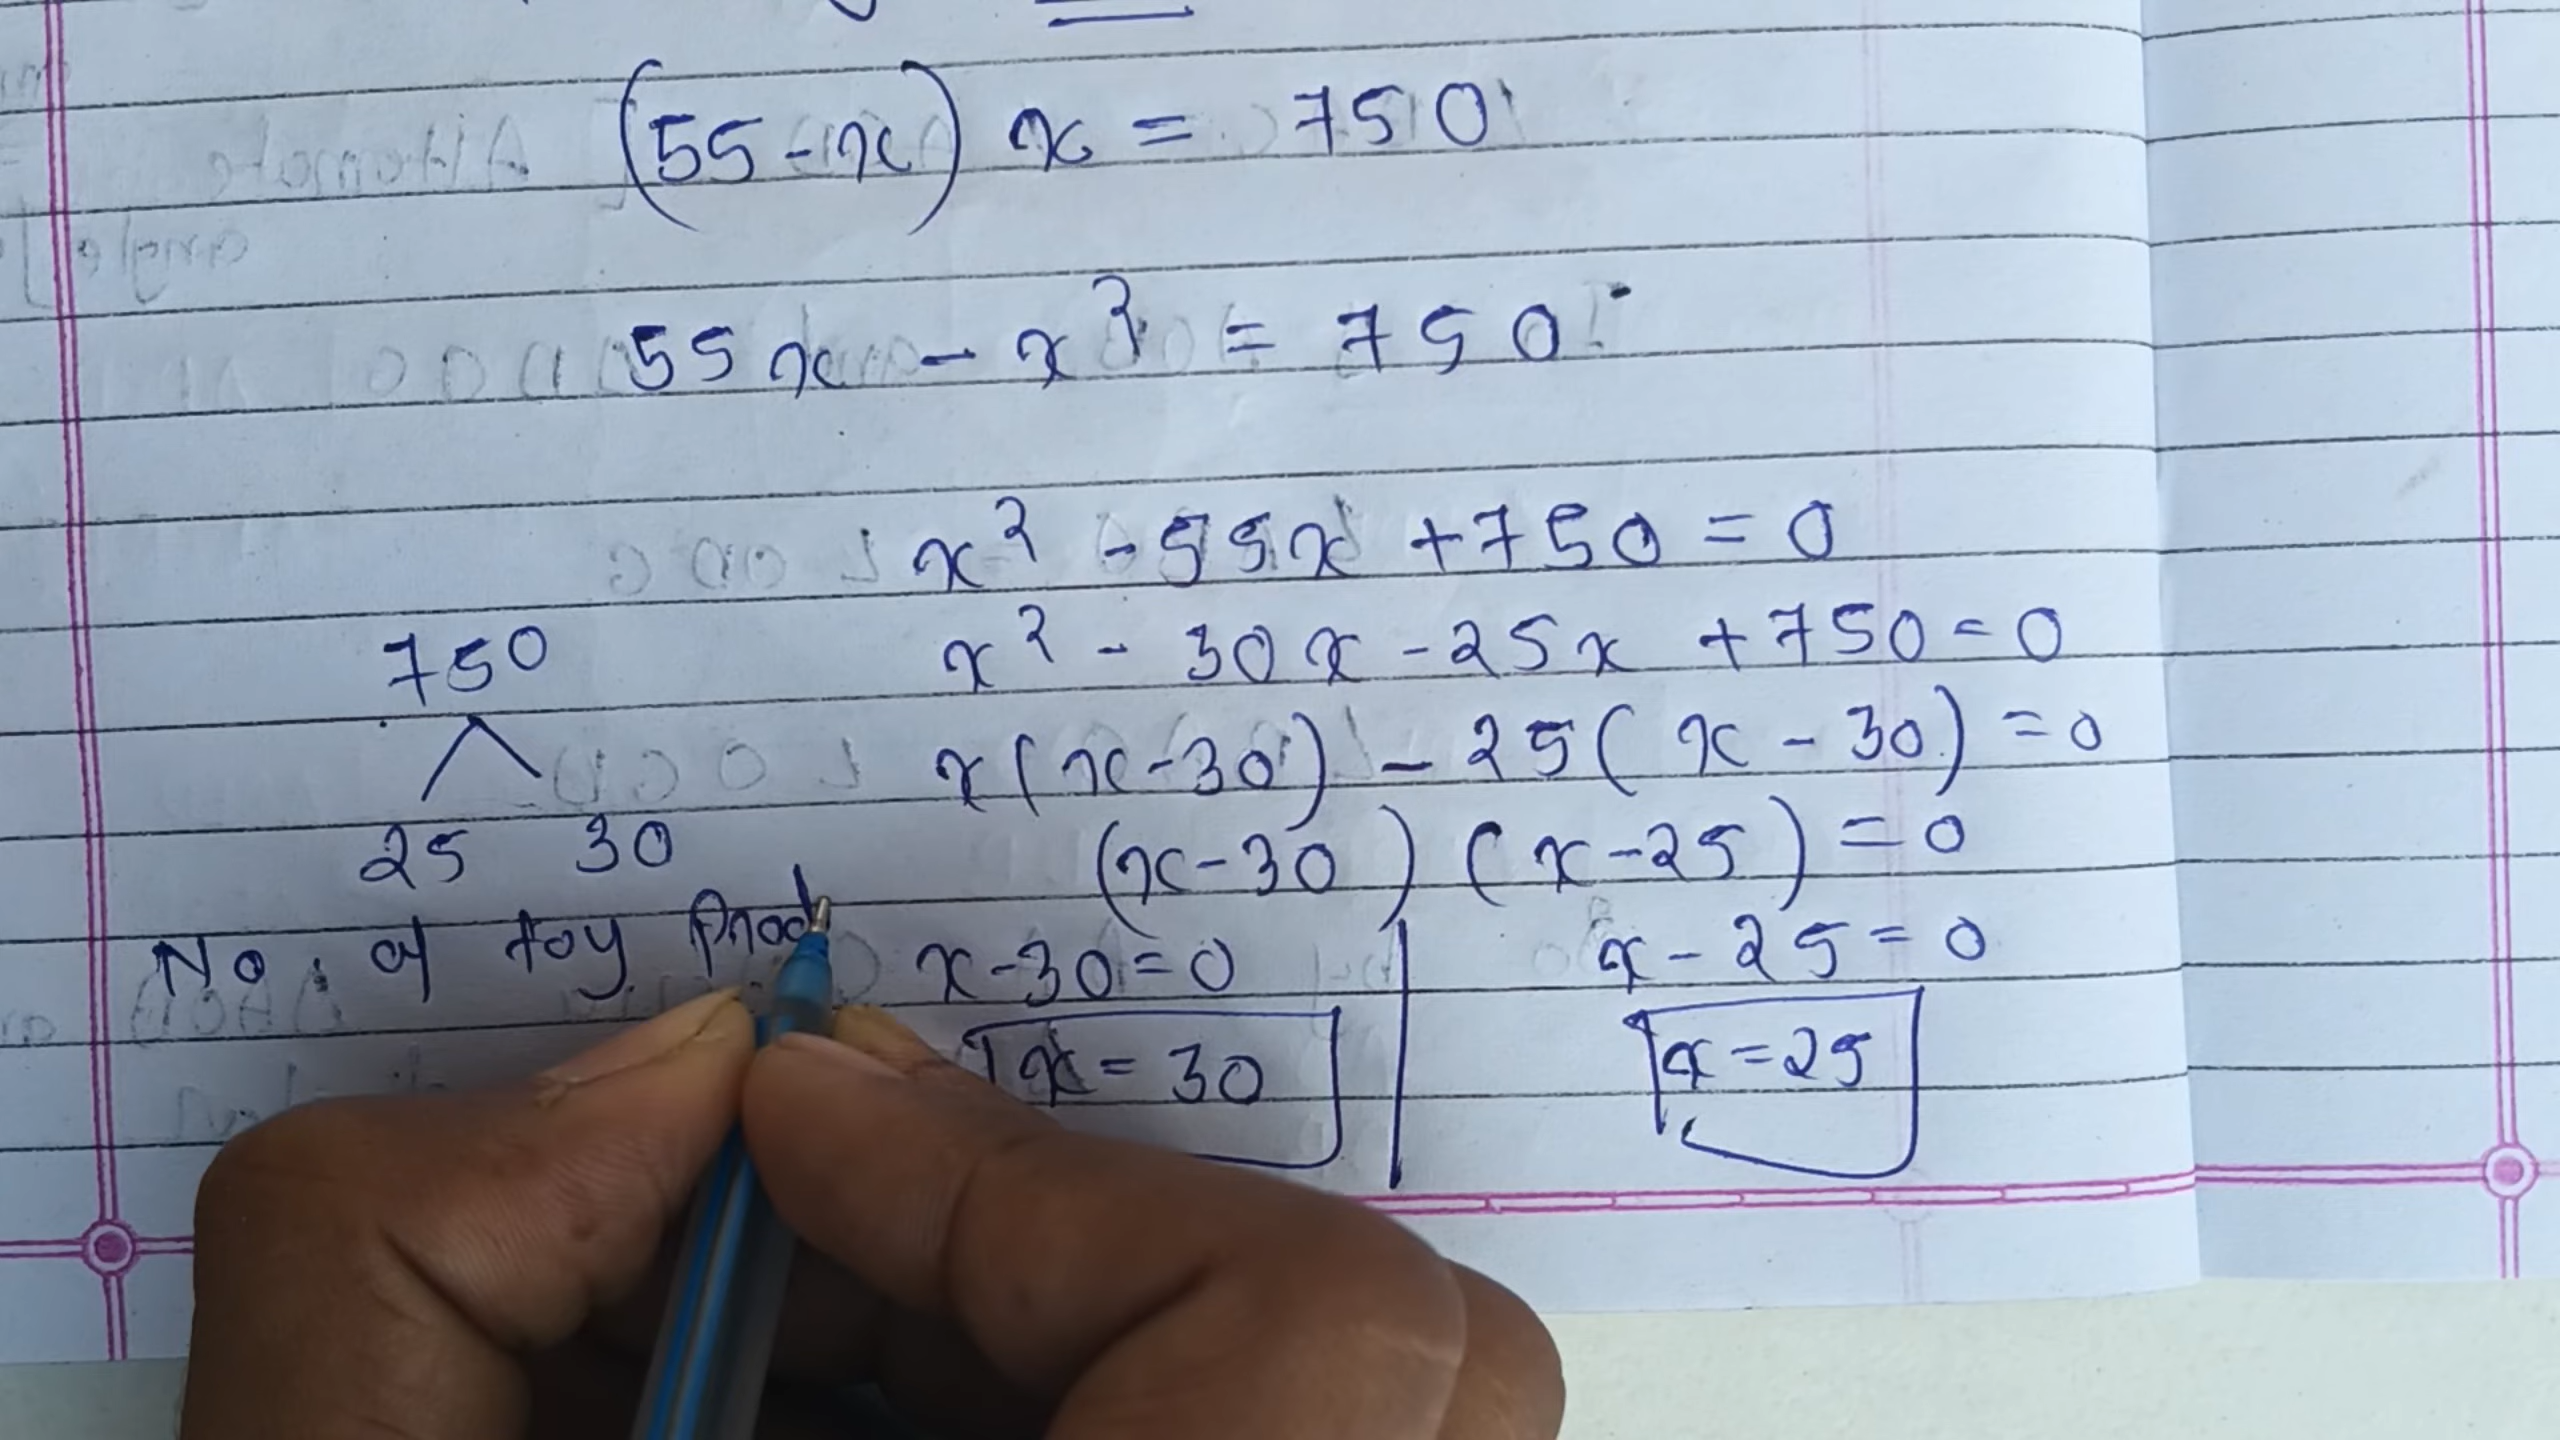 (55-x) x = 750
55x - x² = 750
x² - 55x + 750 = 0
x² - 30x - 25x + 750 = 0
750
x(x-30) - 25(x-30) = 0
25 30
(x-30) (x-25) = 0
No. of toy Prod
x-30=0
x-25=0
x=30
x=25